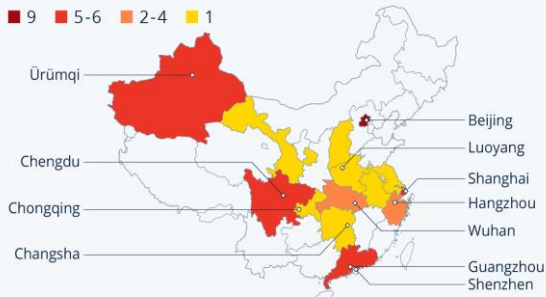 9 5-6 2-4 1
Ürümqi
Beijing
Luoyang
Chengdu
Shanghai
Hangzhou
Chongqing
Wuhan
Changsha
Guangzhou
Shenzhen